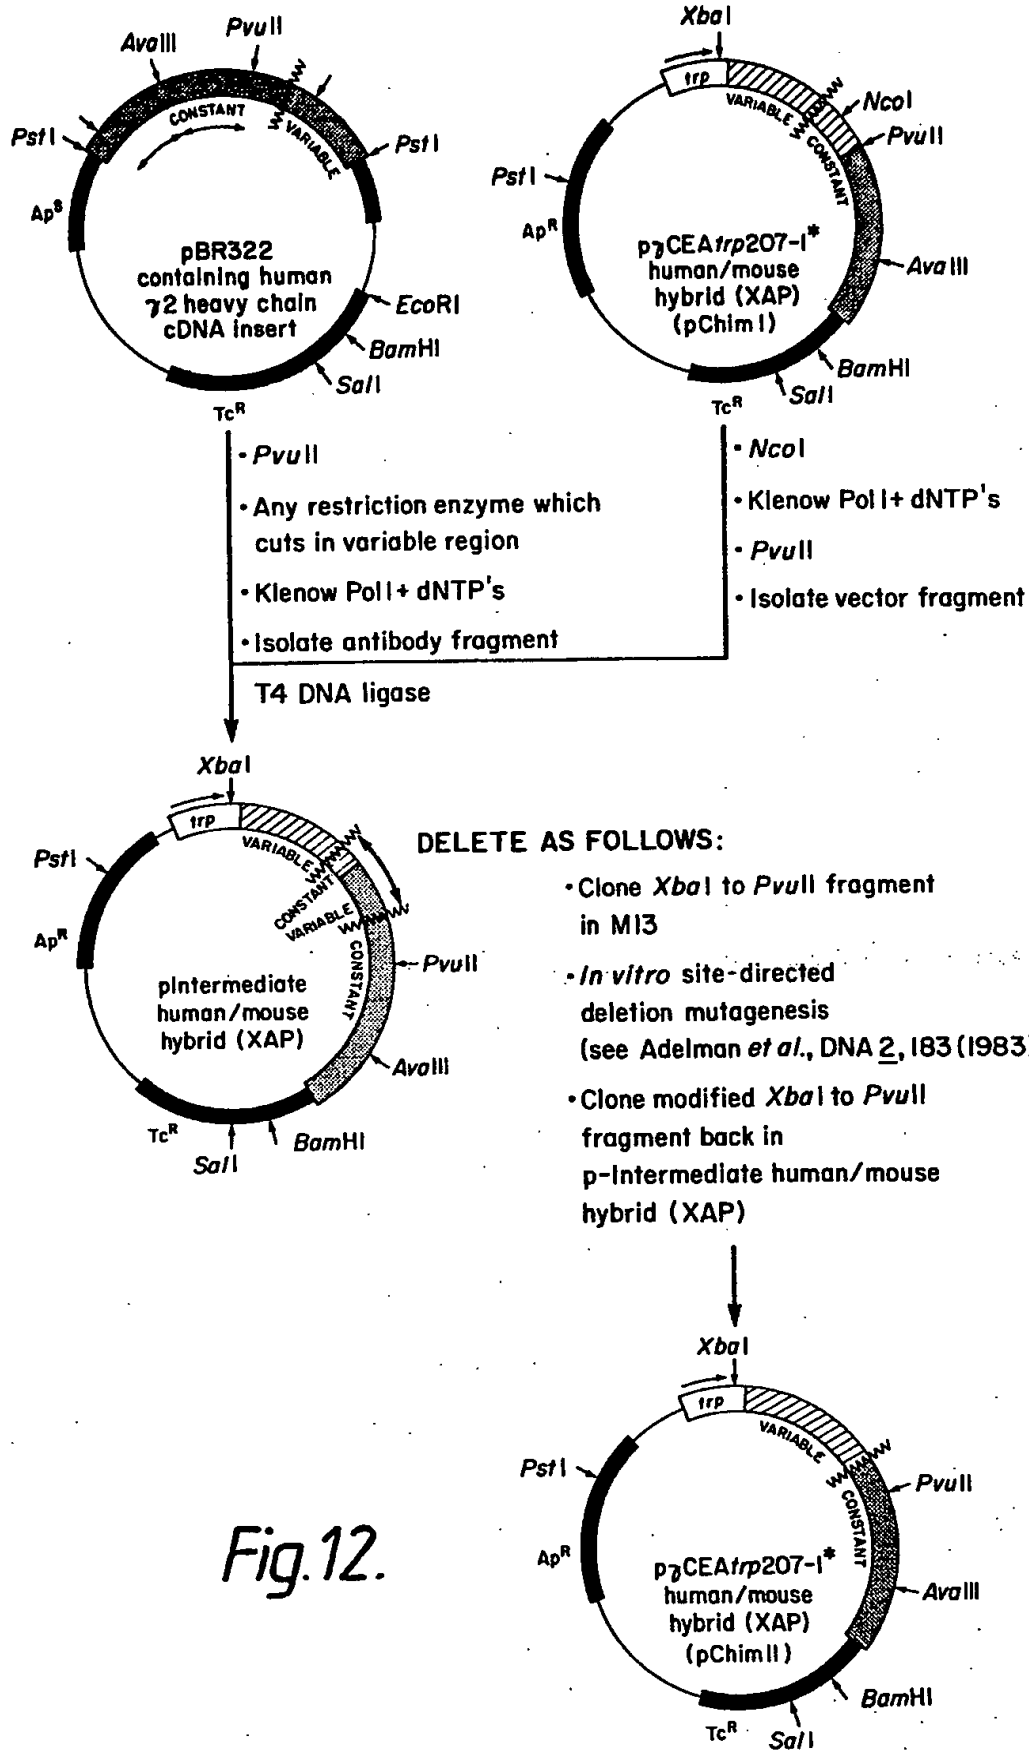 PvuII
AvaIII
PstI
CONSTANT
VARIABLE
PstI
ApS
pBR322
containing human
γ2 heavy chain
cDNA insert
EcoRI
BamHI
SalI
TcR
XbaI
trp
VARIABLE
NcoI
PvuII
CONSTANT
PstI
ApR
pγCEAtrp207-1*
human/mouse
hybrid (XAP)
(pChimI)
AvaIII
BamHI
SalI
TcR
• PvuII
• Any restriction enzyme which
cuts in variable region
• Klenow Pol I + dNTP's
• Isolate antibody fragment
• NcoI
• Klenow Pol I + dNTP's
• PvuII
• Isolate vector fragment
T4 DNA ligase
XbaI
trp
VARIABLE
CONSTANT
VARIABLE
CONSTANT
PstI
ApR
PvuII
pIntermediate
human/mouse
hybrid (XAP)
AvaIII
TcR
BamHI
SalI
DELETE AS FOLLOWS:
• Clone XbaI to PvuII fragment
in M13
• In vitro site-directed
deletion mutagenesis
(see Adelman et al., DNA 2, 183 (1983)
• Clone modified XbaI to PvuII
fragment back in
p-Intermediate human/mouse
hybrid (XAP)
XbaI
trp
VARIABLE
PstI
PvuII
CONSTANT
ApR
pγCEAtrp207-1*
human/mouse
hybrid (XAP)
(pChimII)
AvaIII
BamHI
TcR
SalI
Fig.12.